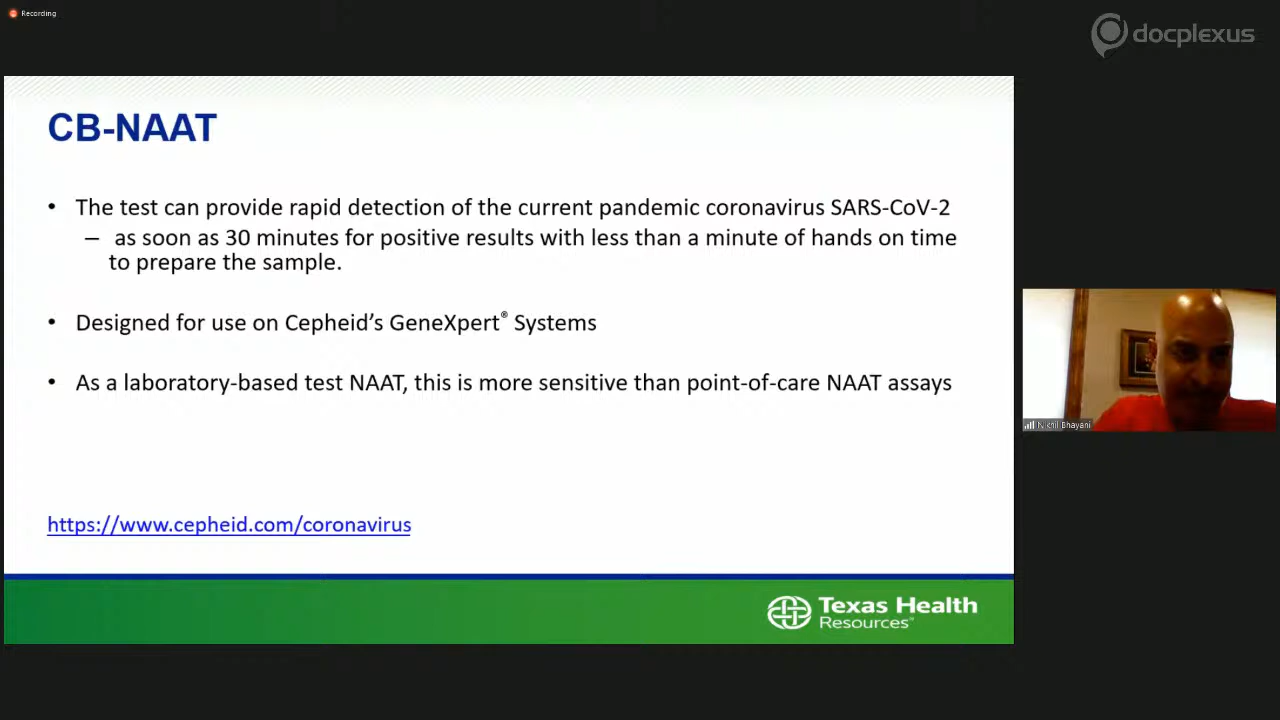 Recording
docplexus
CB-NAAT
• The test can provide rapid detection of the current pandemic coronavirus SARS-CoV-2
– as soon as 30 minutes for positive results with less than a minute of hands on time
to prepare the sample.
• Designed for use on Cepheid’s GeneXpert® Systems
• As a laboratory-based test NAAT, this is more sensitive than point-of-care NAAT assays
Nikhil Bhayani
https://www.cepheid.com/coronavirus
Texas Health
Resources℠